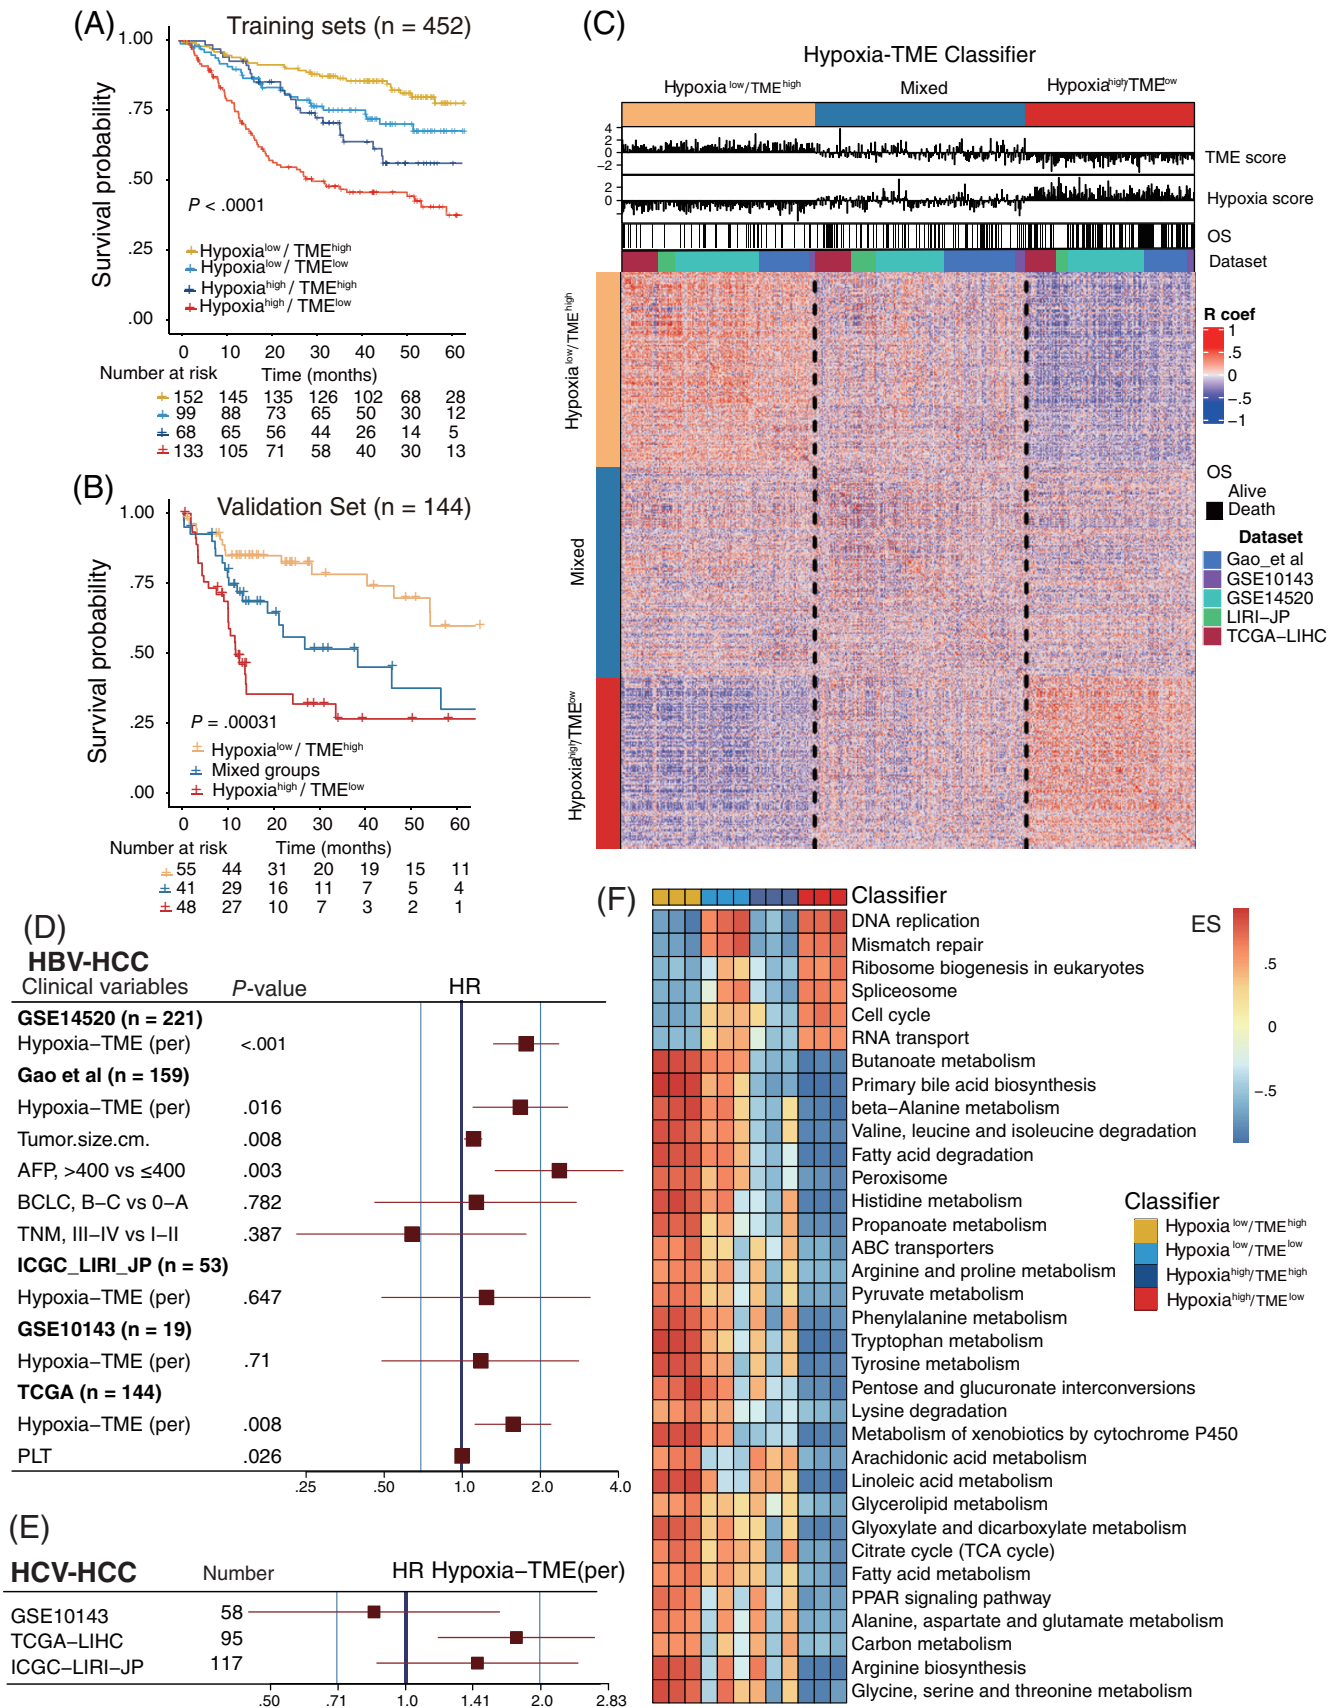 (A)
Training sets (n = 452)
Survival probability
1.00
.75
.50
.25
.00
P < .0001
Hypoxia^low / TME^high
Hypoxia^low / TME^low
Hypoxia^high / TME^high
Hypoxia^high / TME^low
0 10 20 30 40 50 60
Number at risk Time (months)
152 145 135 126 102 68 28
99 88 73 65 50 30 12
68 65 56 44 26 14 5
133 105 71 58 40 30 13
(B)
Validation Set (n = 144)
Survival probability
1.00
.75
.50
.25
.00
P = .00031
Hypoxia^low / TME^high
Mixed groups
Hypoxia^high / TME^low
0 10 20 30 40 50 60
Number at risk Time (months)
55 44 31 20 19 15 11
41 29 16 11 7 5 4
48 27 10 7 3 2 1
(C)
Hypoxia-TME Classifier
Hypoxia^low/TME^high Mixed Hypoxia^high/TME^low
4
2
0
−2
TME score
2
0
Hypoxia score
OS
Dataset
Hypoxia^low/TME^high
Mixed
Hypoxia^high/TME^low
R coef
1
.5
0
−.5
−1
OS
Alive
Death
Dataset
Gao_et al
GSE10143
GSE14520
LIRI−JP
TCGA−LIHC
(D)
HBV-HCC
Clinical variables P-value HR
GSE14520 (n = 221)
Hypoxia−TME (per) <.001
Gao et al (n = 159)
Hypoxia−TME (per) .016
Tumor.size.cm. .008
AFP, >400 vs ≤400 .003
BCLC, B−C vs 0−A .782
TNM, III−IV vs I−II .387
ICGC_LIRI_JP (n = 53)
Hypoxia−TME (per) .647
GSE10143 (n = 19)
Hypoxia−TME (per) .71
TCGA (n = 144)
Hypoxia−TME (per) .008
PLT .026
.25 .50 1.0 2.0 4.0
(E)
HCV-HCC Number HR Hypoxia−TME(per)
GSE10143 58
TCGA−LIHC 95
ICGC−LIRI−JP 117
.50 .71 1.0 1.41 2.0 2.83
(F)
Classifier
DNA replication
Mismatch repair
Ribosome biogenesis in eukaryotes
Spliceosome
Cell cycle
RNA transport
Butanoate metabolism
Primary bile acid biosynthesis
beta−Alanine metabolism
Valine, leucine and isoleucine degradation
Fatty acid degradation
Peroxisome
Histidine metabolism
Propanoate metabolism
ABC transporters
Arginine and proline metabolism
Pyruvate metabolism
Phenylalanine metabolism
Tryptophan metabolism
Tyrosine metabolism
Pentose and glucuronate interconversions
Lysine degradation
Metabolism of xenobiotics by cytochrome P450
Arachidonic acid metabolism
Linoleic acid metabolism
Glycerolipid metabolism
Glyoxylate and dicarboxylate metabolism
Citrate cycle (TCA cycle)
Fatty acid metabolism
PPAR signaling pathway
Alanine, aspartate and glutamate metabolism
Carbon metabolism
Arginine biosynthesis
Glycine, serine and threonine metabolism
ES
.5
0
−.5
Classifier
Hypoxia^low/TME^high
Hypoxia^low/TME^low
Hypoxia^high/TME^high
Hypoxia^high/TME^low